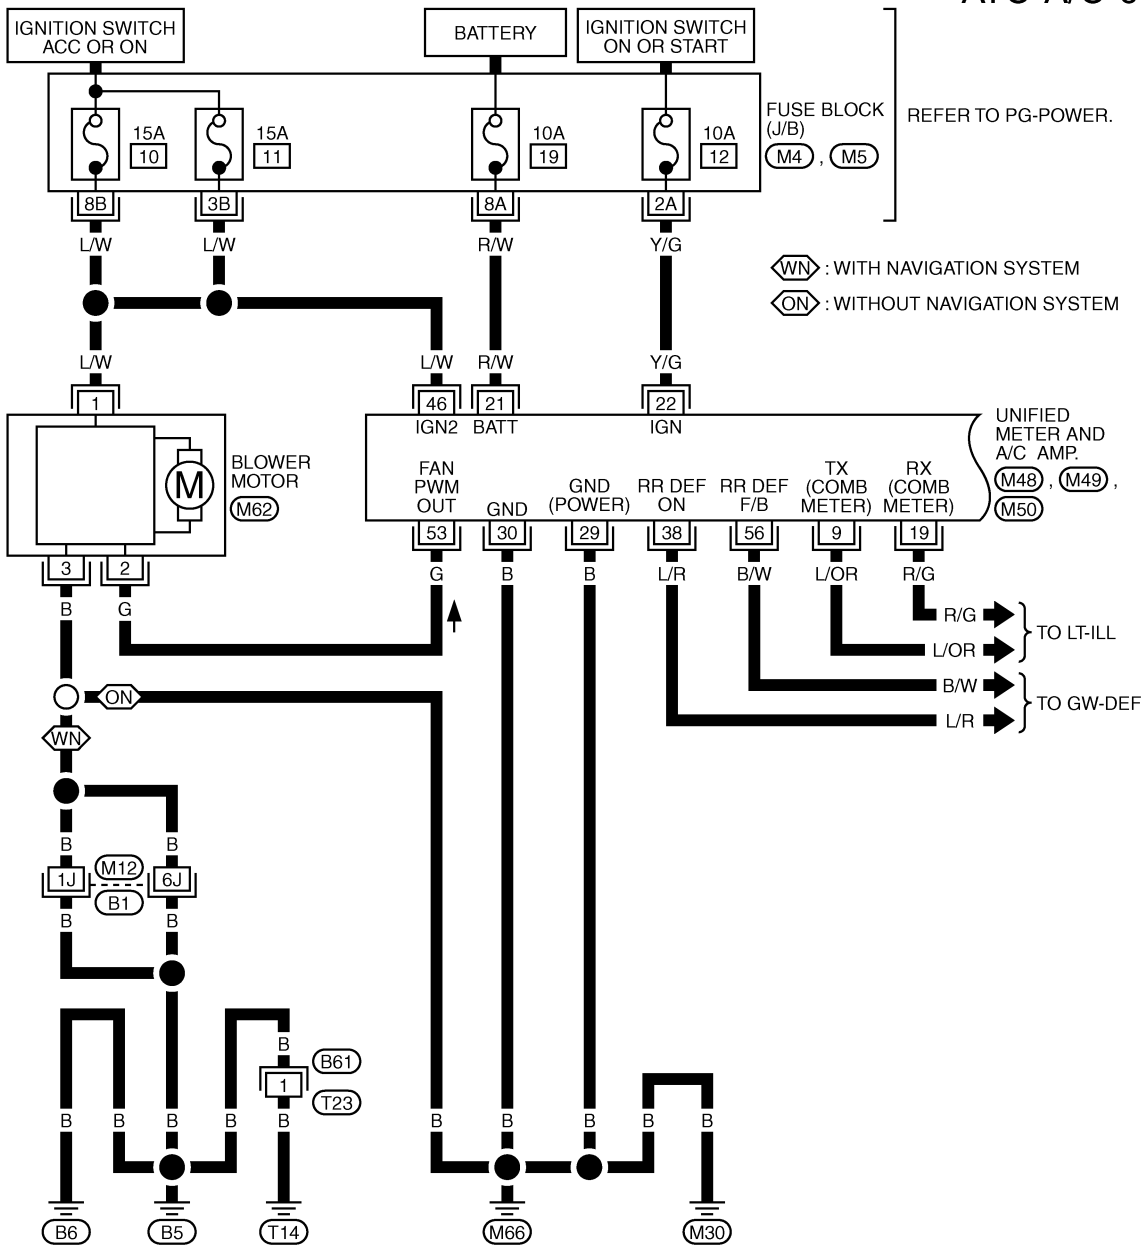 IGNITION SWITCH
ACC OR ON
BATTERY
IGNITION SWITCH
ON OR START
15A
10
15A
11
10A
19
10A
12
FUSE BLOCK
(J/B)
M4 , M5
REFER TO PG-POWER.
8B
3B
8A
2A
L/W
L/W
R/W
Y/G
WN : WITH NAVIGATION SYSTEM
ON : WITHOUT NAVIGATION SYSTEM
L/W
L/W
R/W
Y/G
1
46
21
22
IGN2
BATT
IGN
UNIFIED
METER AND
A/C AMP.
M48 , M49 ,
M50
M
BLOWER
MOTOR
M62
FAN
PWM
OUT
GND
GND
(POWER)
RR DEF
ON
RR DEF
F/B
TX
(COMB
METER)
RX
(COMB
METER)
53
30
29
38
56
9
19
3
2
G
B
B
L/R
B/W
L/OR
R/G
B
G
R/G
L/OR
TO LT-ILL
B/W
L/R
TO GW-DEF
ON
WN
B
B
1J
M12
B1
6J
B
B
B
B61
1
T23
B
B
B
B
B
B
B
B
B
B
B6
B5
T14
M66
M30